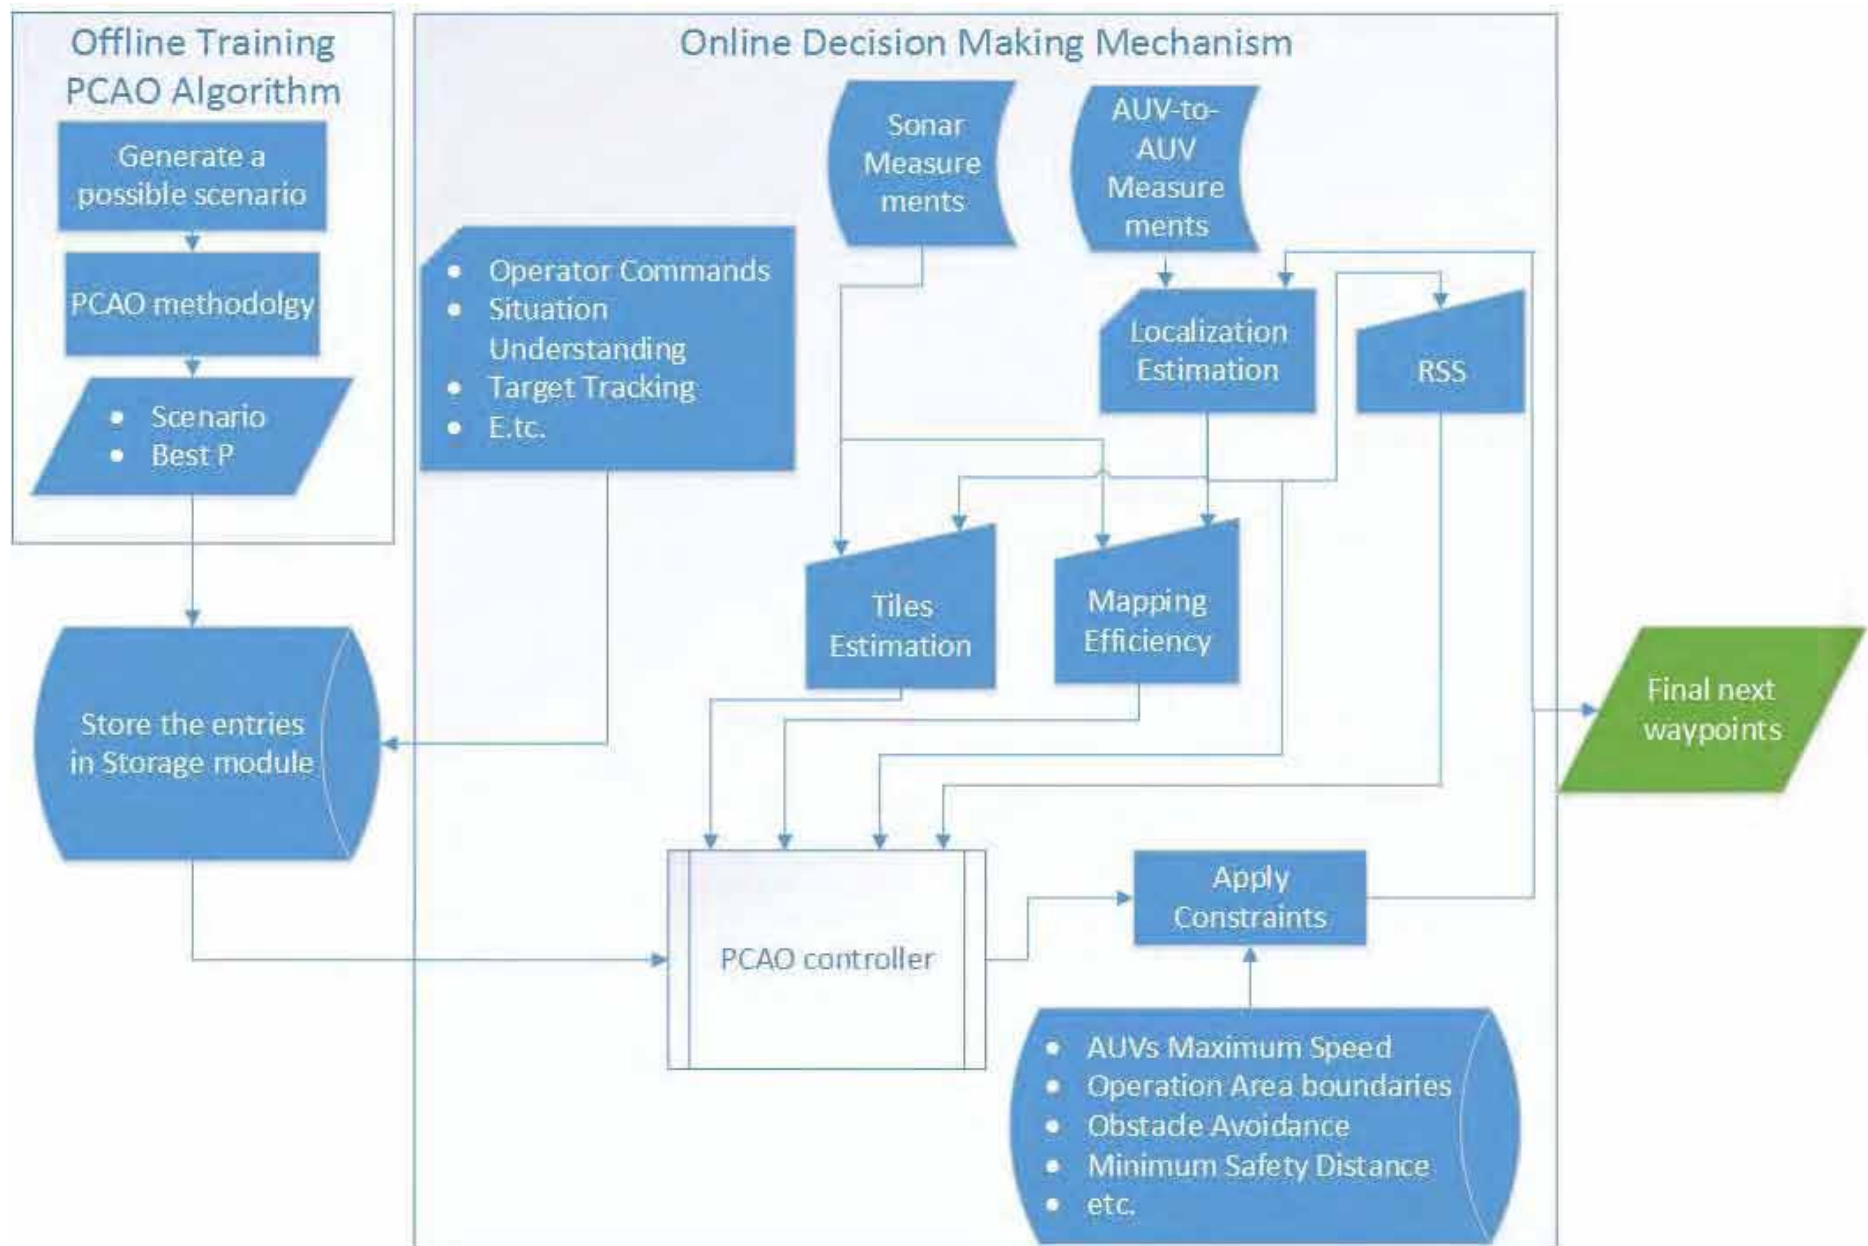 Offline Training
PCAO Algorithm
Generate a
possible scenario
PCAO methodolgy
• Scenario
• Best P
Store the entries
in Storage module
Online Decision Making Mechanism
Sonar
Measure
ments
AUV-to-
AUV
Measure
ments
• Operator Commands
• Situation
Understanding
• Target Tracking
• E.tc.
Localization
Estimation
RSS
Tiles
Estimation
Mapping
Efficiency
Final next
waypoints
PCAO controller
Apply
Constraints
• AUVs Maximum Speed
• Operation Area boundaries
• Obstacle Avoidance
• Minimum Safety Distance
• etc.